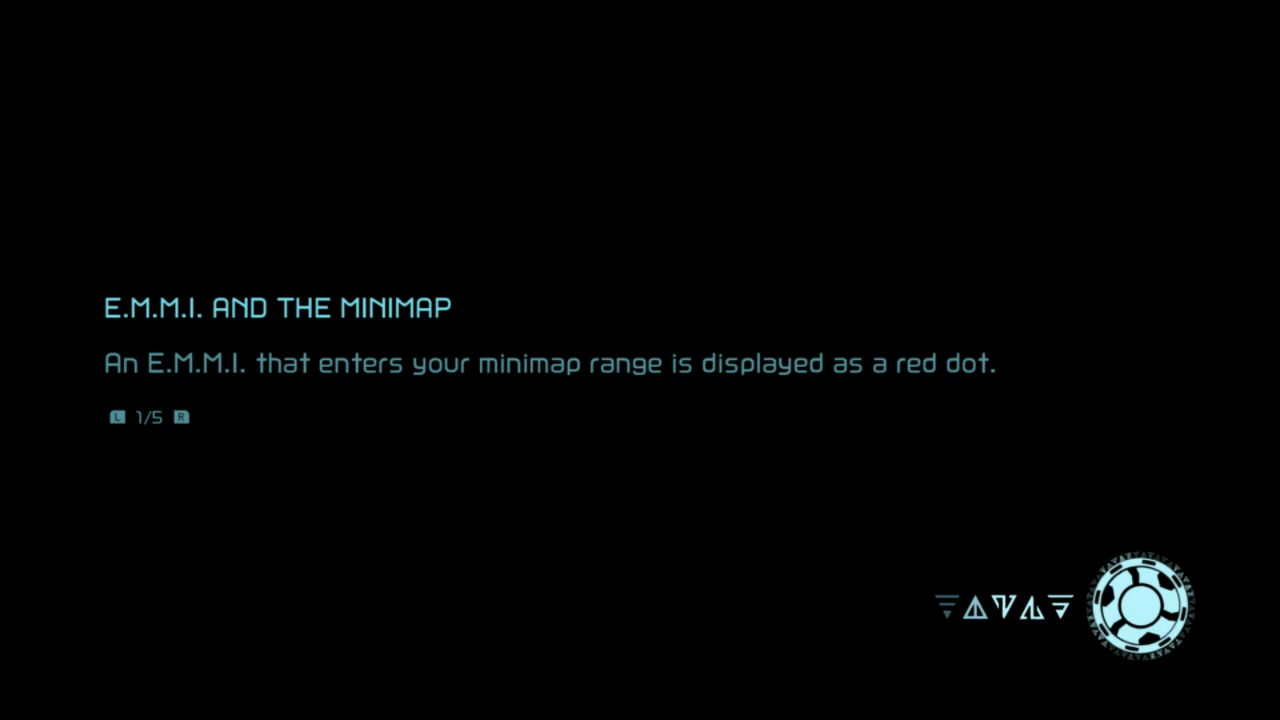 E.M.M.I. AND THE MINIMAP
An E.M.M.I. that enters your minimap range is displayed as a red dot.
L 1/5 R